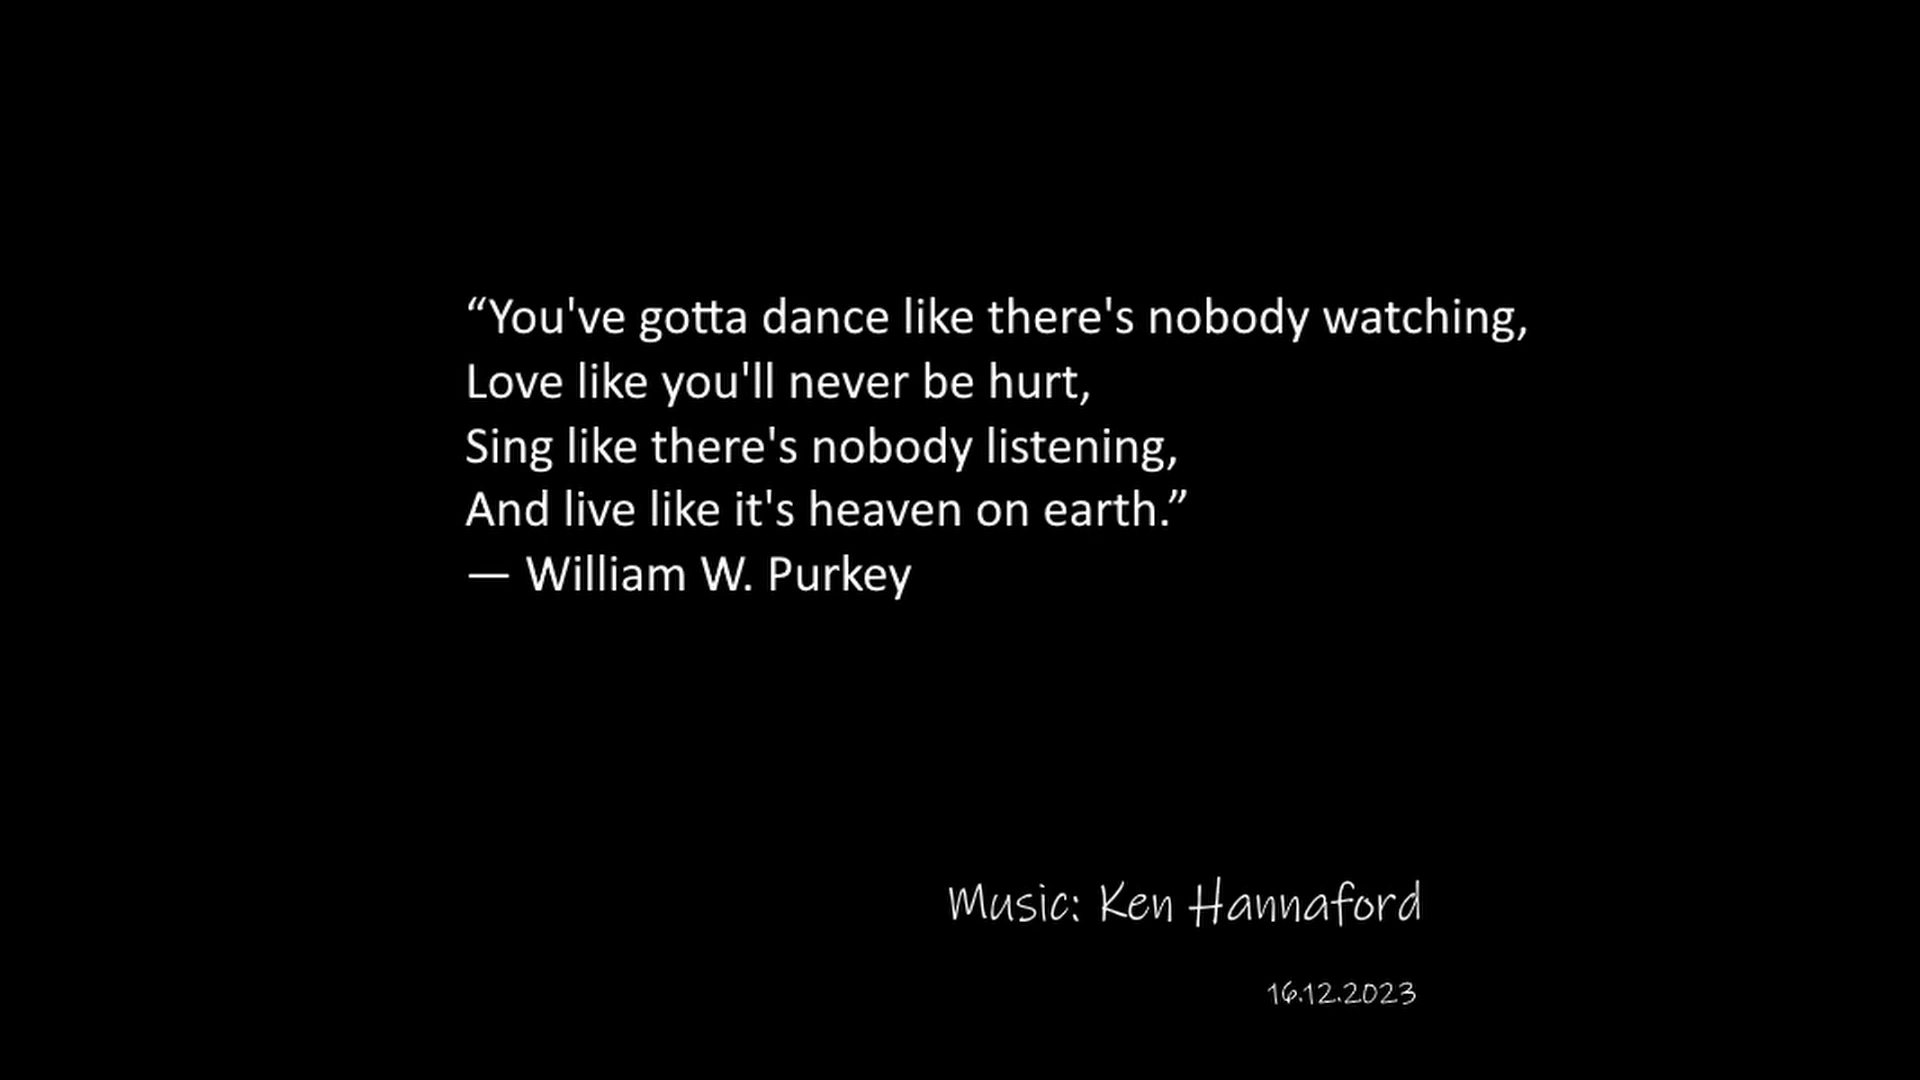 “You've gotta dance like there's nobody watching,
Love like you'll never be hurt,
Sing like there's nobody listening,
And live like it's heaven on earth.”
— William W. Purkey
Music: Ken Hannaford
16.12.2023